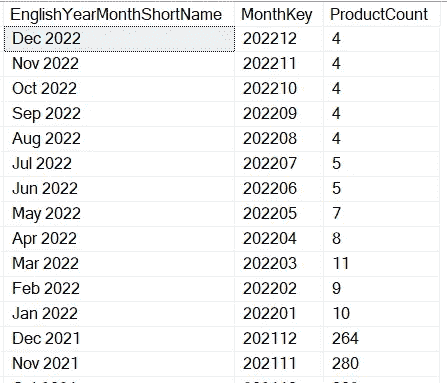 EnglishYearMonthShortName MonthKey ProductCount
Dec 2022 202212 4
Nov 2022 202211 4
Oct 2022 202210 4
Sep 2022 202209 4
Aug 2022 202208 4
Jul 2022 202207 5
Jun 2022 202206 5
May 2022 202205 7
Apr 2022 202204 8
Mar 2022 202203 11
Feb 2022 202202 9
Jan 2022 202201 10
Dec 2021 202112 264
Nov 2021 202111 280